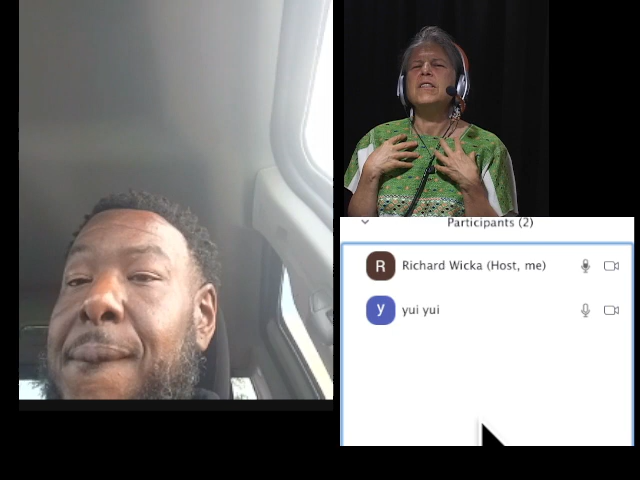 Participants (2)
R Richard Wicka (Host, me)
y yui yui